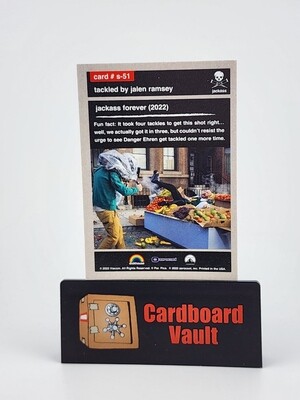 card # s-51
jackass
tackled by jalen ramsey
jackass forever (2022)
Fun fact: It took four tackles to get this shot right...
well, we actually got it in three, but couldn't resist the
urge to see Danger Ehren get tackled one more time.
Cardboard
Vault